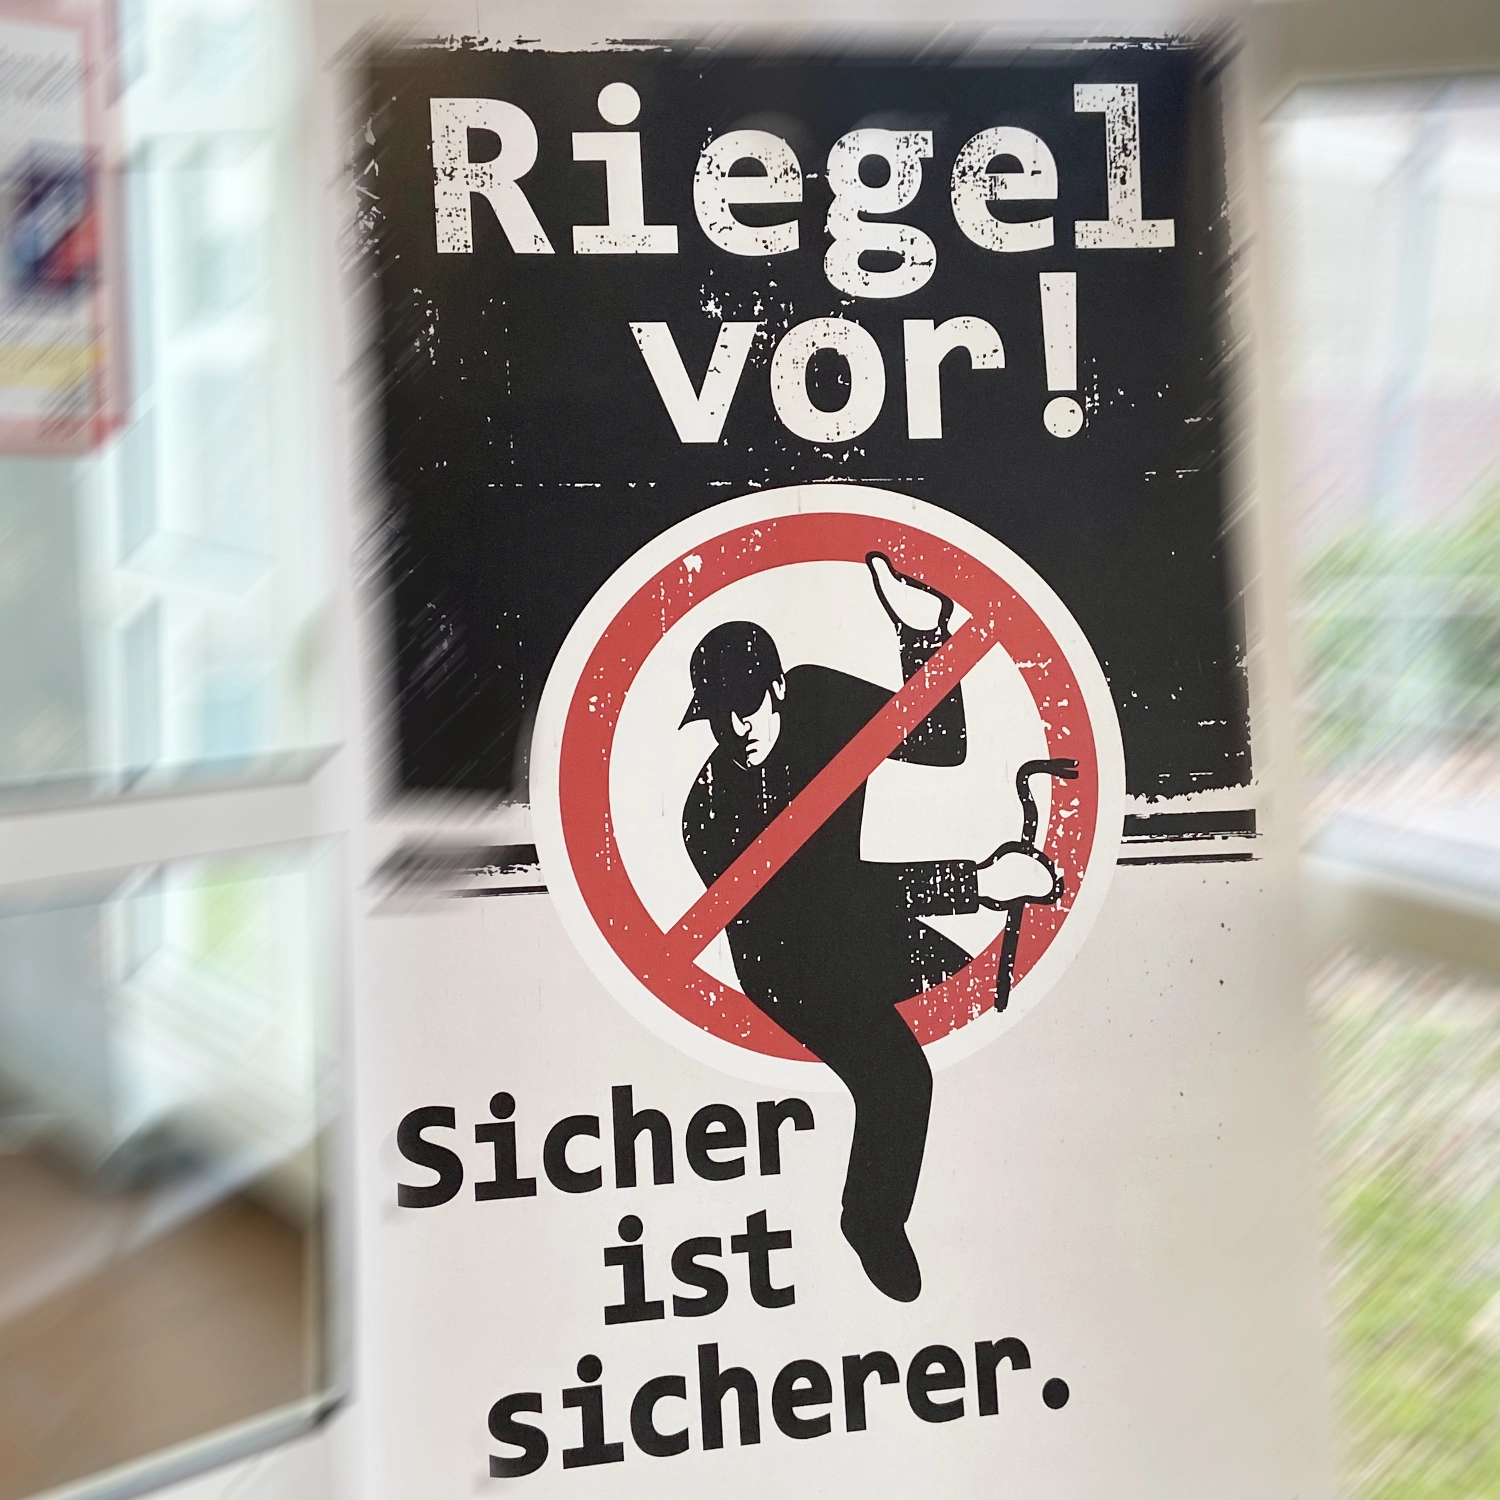 Riegel
vor!
Sicher
ist
sicherer.